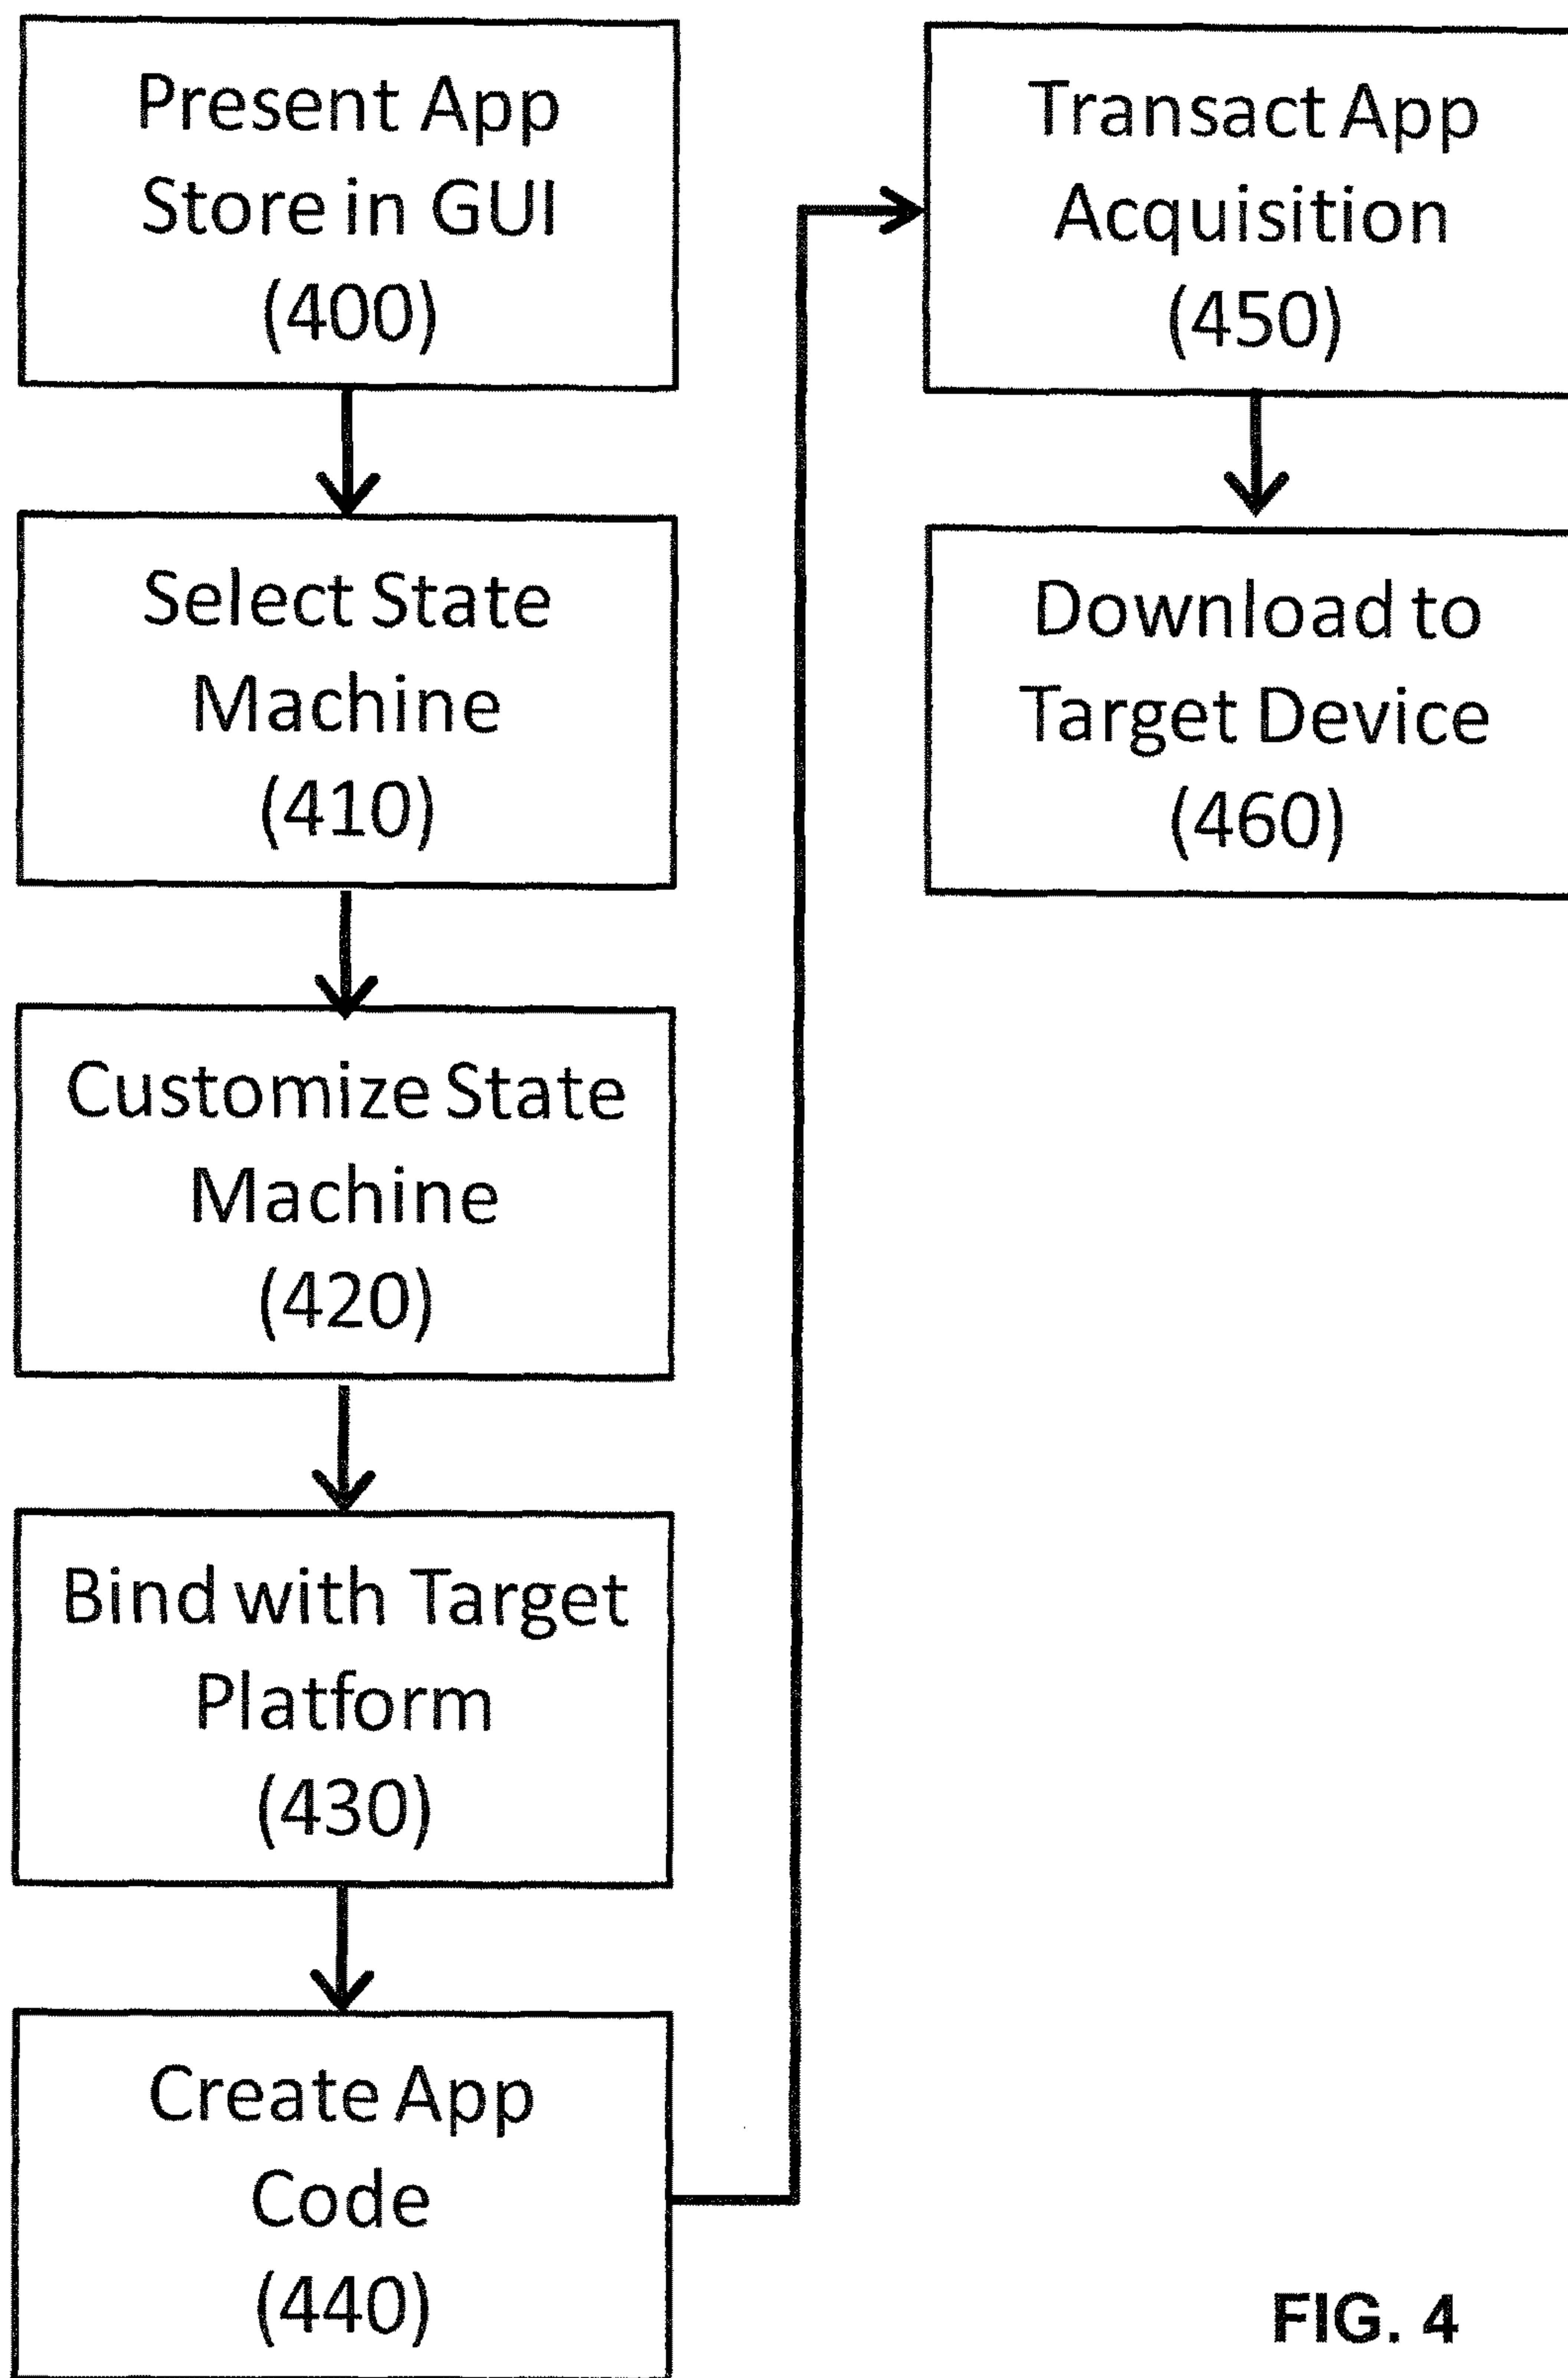 Present App
Store in GUI
(400)
Select State
Machine
(410)
Customize State
Machine
(420)
Bind with Target
Platform
(430)
Create App
Code
(440)
Transact App
Acquisition
(450)
Download to
Target Device
(460)
FIG. 4